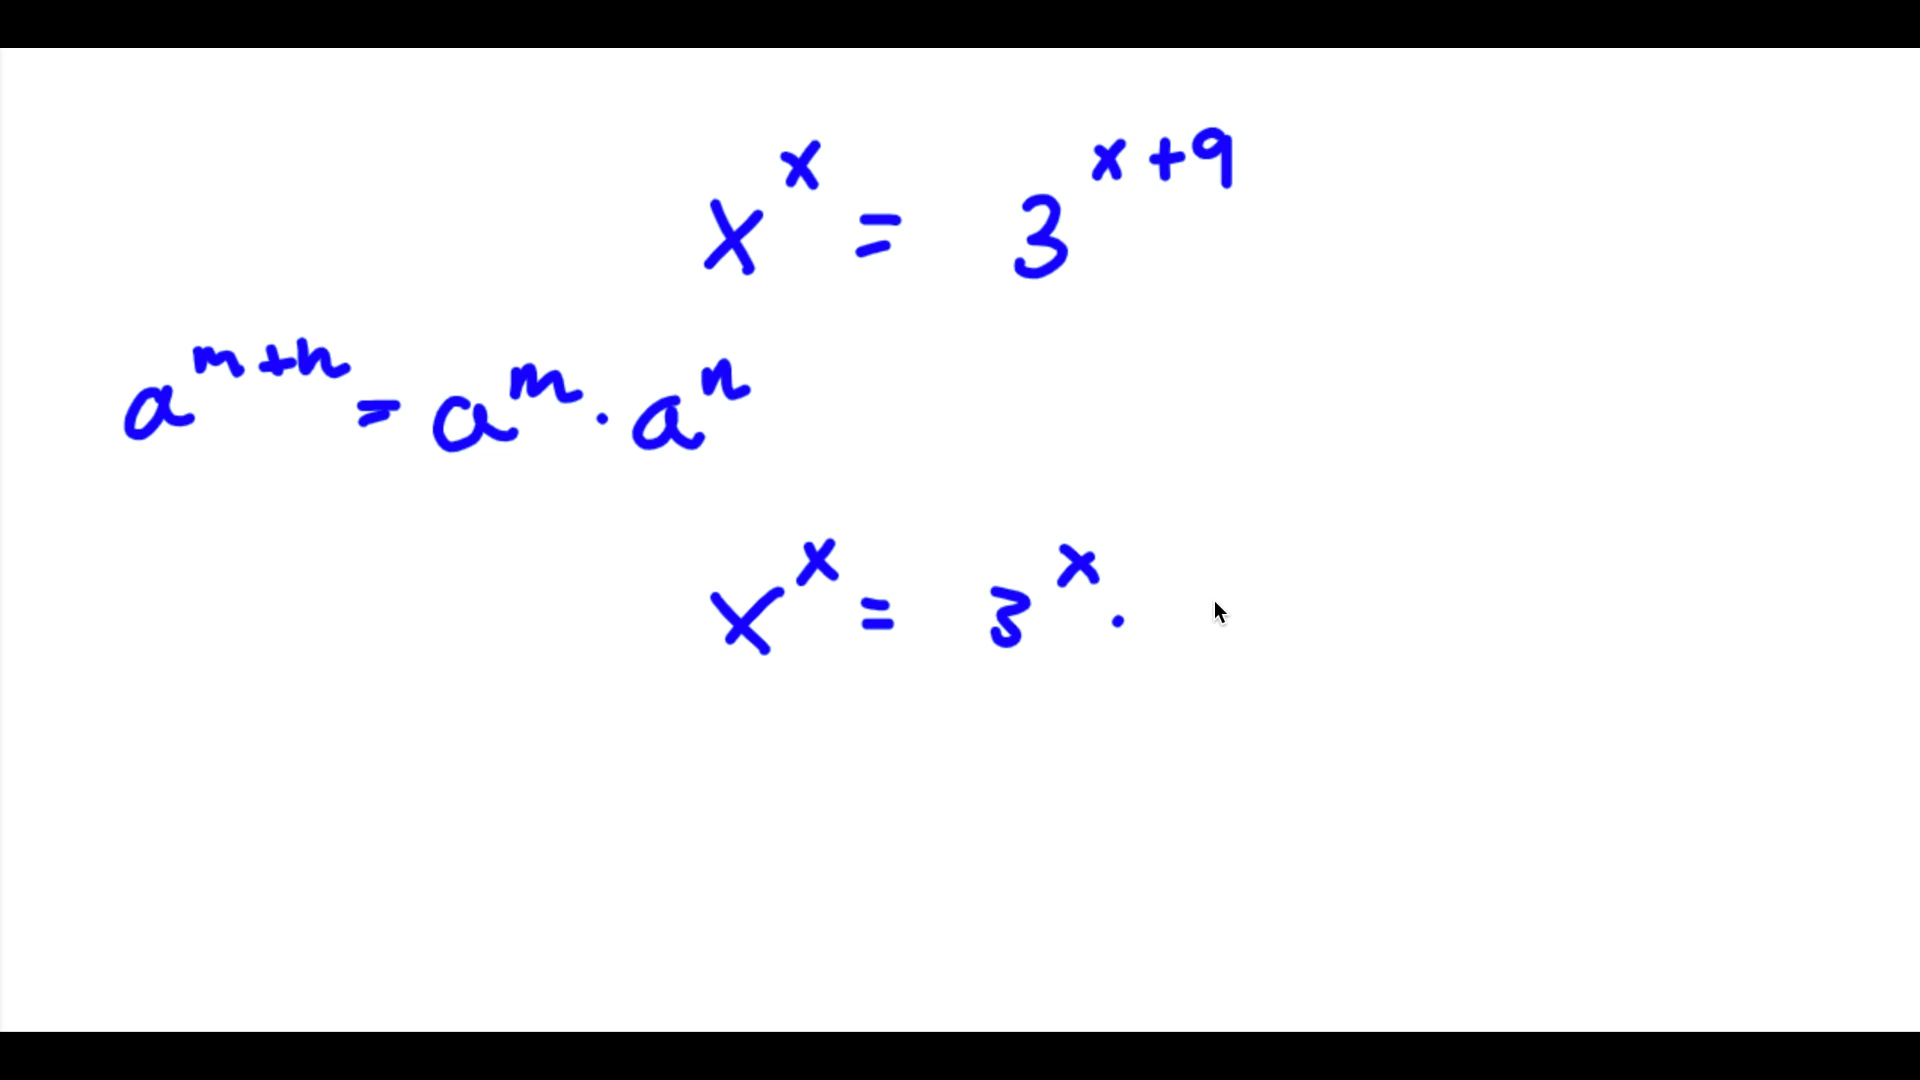 x^x = 3^{x+9}
a^{m+n} = a^m · a^n
x^x = 3^x ·